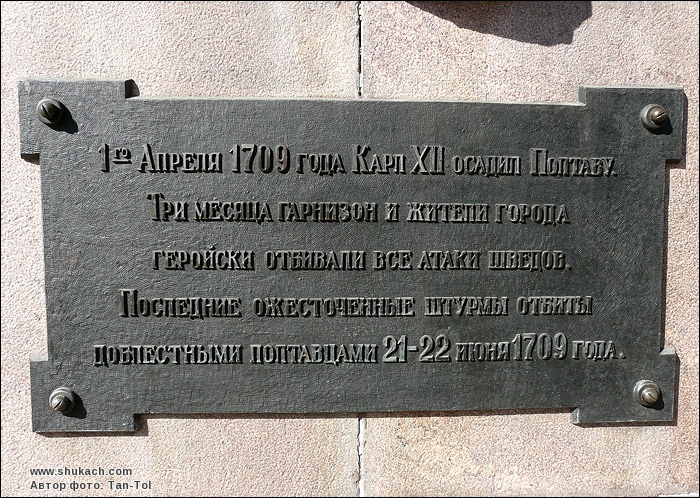 1го Апреля 1709 года Карл XII осадил Полтаву.
Три месяца гарнизон и жители города
геройски отбивали все атаки шведов.
Последние ожесточенные штурмы отбиты
доблестными полтавцами 21-22 июня 1709 года.
www.shukach.com
Автор фото: Tan-Tol